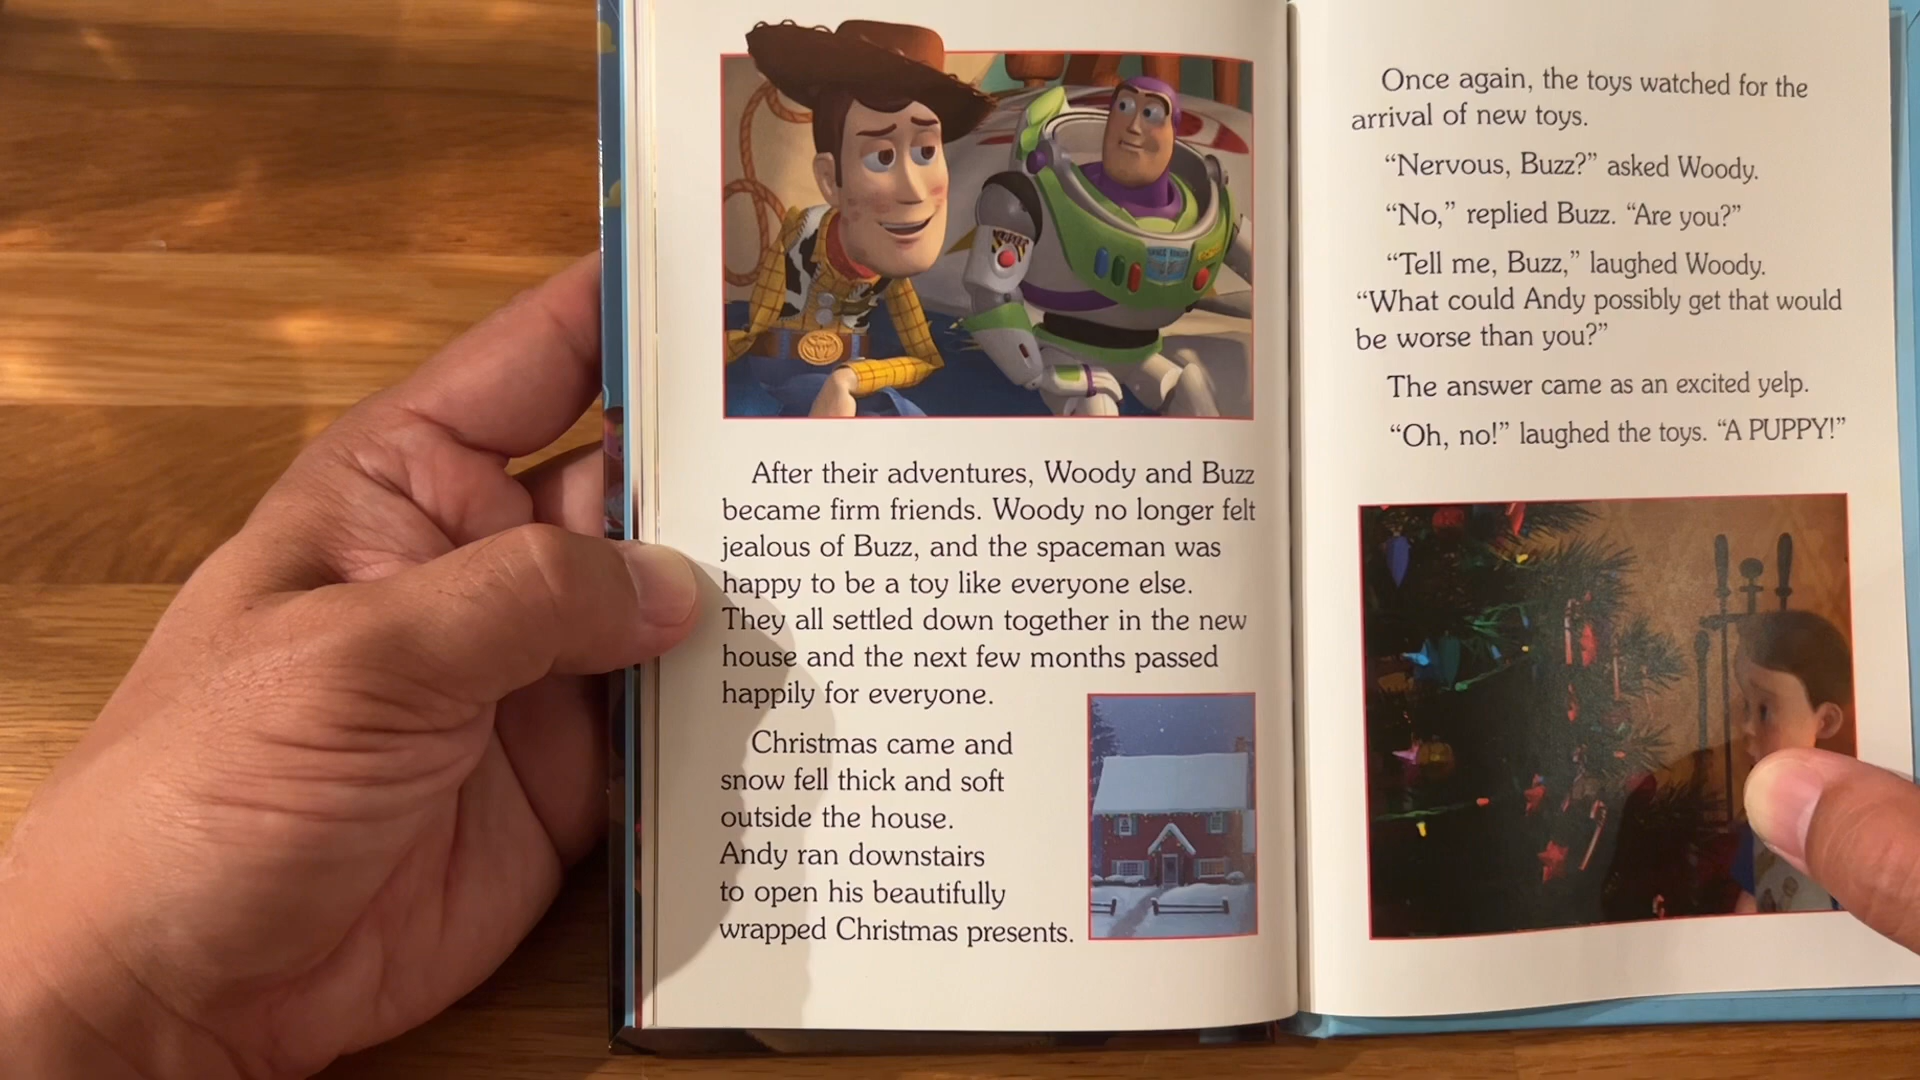 After their adventures, Woody and Buzz
became firm friends. Woody no longer felt
jealous of Buzz, and the spaceman was
happy to be a toy like everyone else.
They all settled down together in the new
house and the next few months passed
happily for everyone.
Christmas came and
snow fell thick and soft
outside the house.
Andy ran downstairs
to open his beautifully
wrapped Christmas presents.
Once again, the toys watched for the
arrival of new toys.
“Nervous, Buzz?” asked Woody.
“No,” replied Buzz. “Are you?”
“Tell me, Buzz,” laughed Woody.
“What could Andy possibly get that would
be worse than you?”
The answer came as an excited yelp.
“Oh, no!” laughed the toys. “A PUPPY!”